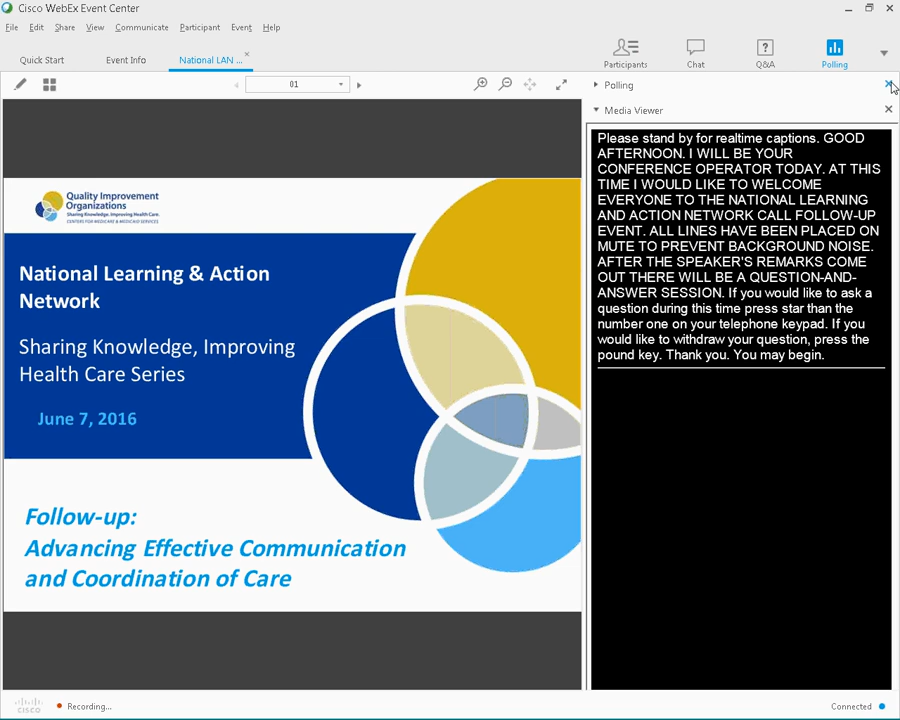 Cisco WebEx Event Center
File Edit Share View Communicate Participant Event Help
Quick Start Event Info National LAN ... Participants Chat Q&A Polling
01
Polling
Media Viewer
Quality Improvement
Organizations
Sharing Knowledge. Improving Health Care.
CENTERS FOR MEDICARE & MEDICAID SERVICES
National Learning & Action
Network
Sharing Knowledge, Improving
Health Care Series
June 7, 2016
Follow-up:
Advancing Effective Communication
and Coordination of Care
Please stand by for realtime captions. GOOD
AFTERNOON. I WILL BE YOUR
CONFERENCE OPERATOR TODAY. AT THIS
TIME I WOULD LIKE TO WELCOME
EVERYONE TO THE NATIONAL LEARNING
AND ACTION NETWORK CALL FOLLOW-UP
EVENT. ALL LINES HAVE BEEN PLACED ON
MUTE TO PREVENT BACKGROUND NOISE.
AFTER THE SPEAKER'S REMARKS COME
OUT THERE WILL BE A QUESTION-AND-
ANSWER SESSION. If you would like to ask a
question during this time press star than the
number one on your telephone keypad. If you
would like to withdraw your question, press the
pound key. Thank you. You may begin.
CISCO Recording... Connected